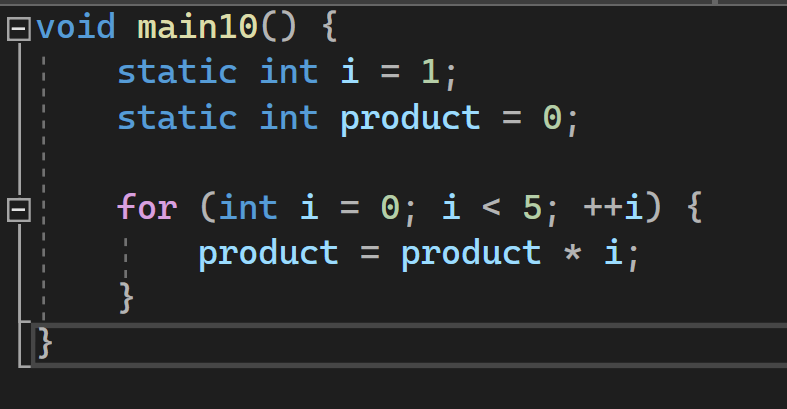 void main10() {
    static int i = 1;
    static int product = 0;

    for (int i = 0; i < 5; ++i) {
        product = product * i;
    }
}